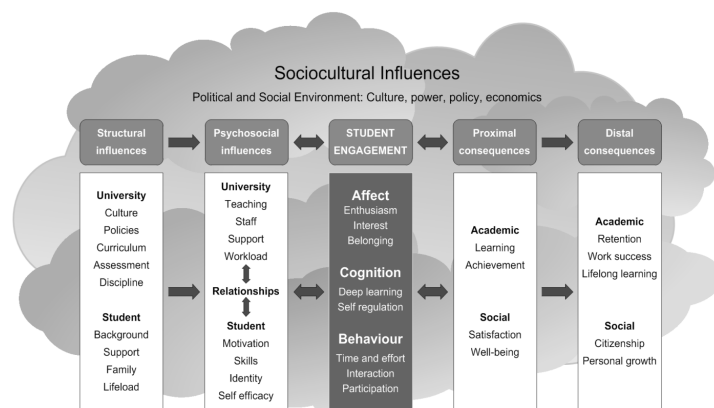 Sociocultural Influences
Political and Social Environment: Culture, power, policy, economics
Structural
influences
Psychosocial
influences
STUDENT
ENGAGEMENT
Proximal
consequences
Distal
consequences
University
Culture
Policies
Curriculum
Assessment
Discipline
Student
Background
Support
Family
Lifeload
University
Teaching
Staff
Support
Workload
Relationships
Student
Motivation
Skills
Identity
Self efficacy
Affect
Enthusiasm
Interest
Belonging
Cognition
Deep learning
Self regulation
Behaviour
Time and effort
Interaction
Participation
Academic
Learning
Achievement
Social
Satisfaction
Well-being
Academic
Retention
Work success
Lifelong learning
Social
Citizenship
Personal growth